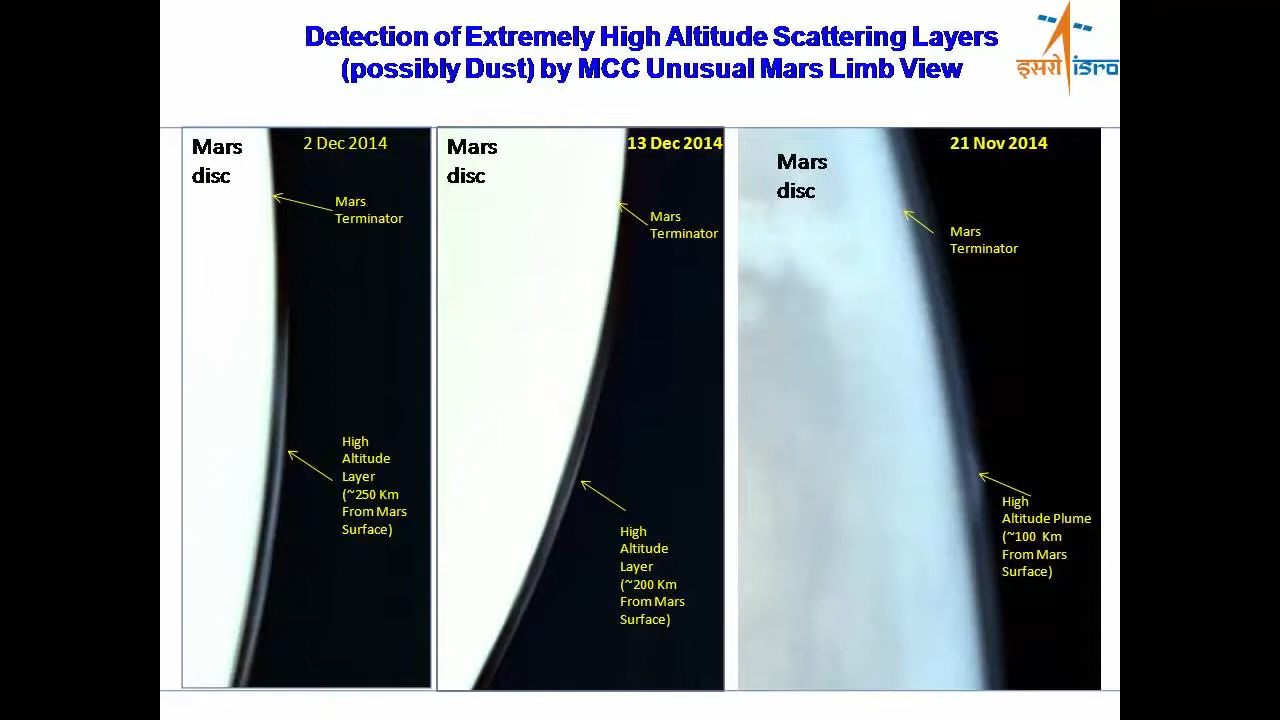 Detection of Extremely High Altitude Scattering Layers
(possibly Dust) by MCC Unusual Mars Limb View
इसरो isro
Mars
disc
2 Dec 2014
Mars
Terminator
High
Altitude
Layer
(~250 Km
From Mars
Surface)
Mars
disc
13 Dec 2014
Mars
Terminator
High
Altitude
Layer
(~200 Km
From Mars
Surface)
Mars
disc
21 Nov 2014
Mars
Terminator
High
Altitude Plume
(~100 Km
From Mars
Surface)